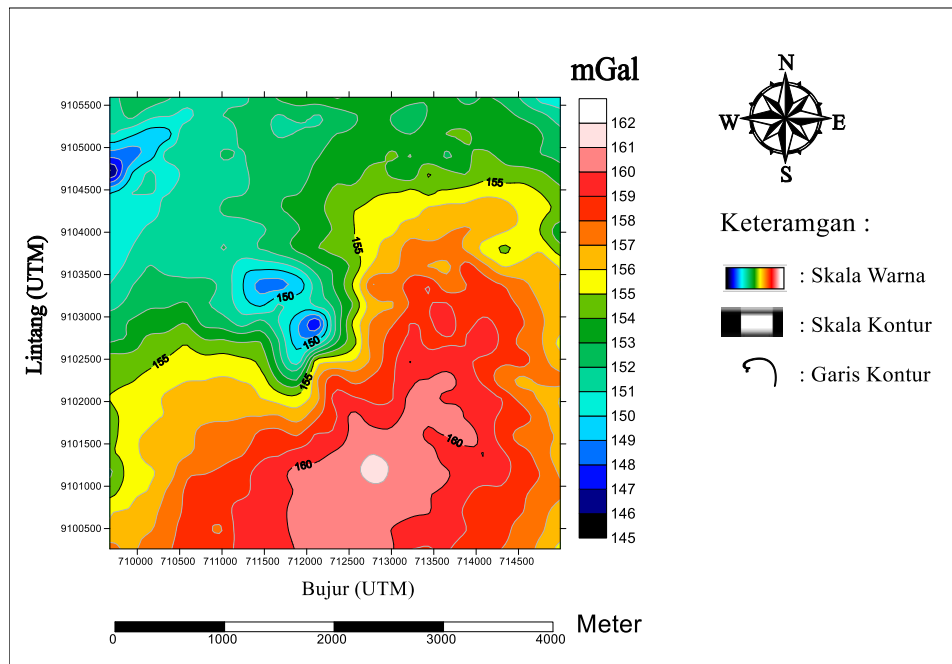 mGal
N
W E
S
9105500
9105000
9104500
9104000
9103500
9103000
9102500
9102000
9101500
9101000
9100500
Lintang (UTM)
155
155
150
150
155
155
160
160
710000 710500 711000 711500 712000 712500 713000 713500 714000 714500
Bujur (UTM)
162
161
160
159
158
157
156
155
154
153
152
151
150
149
148
147
146
145
Keteramgan :
: Skala Warna
: Skala Kontur
: Garis Kontur
0 1000 2000 3000 4000
Meter